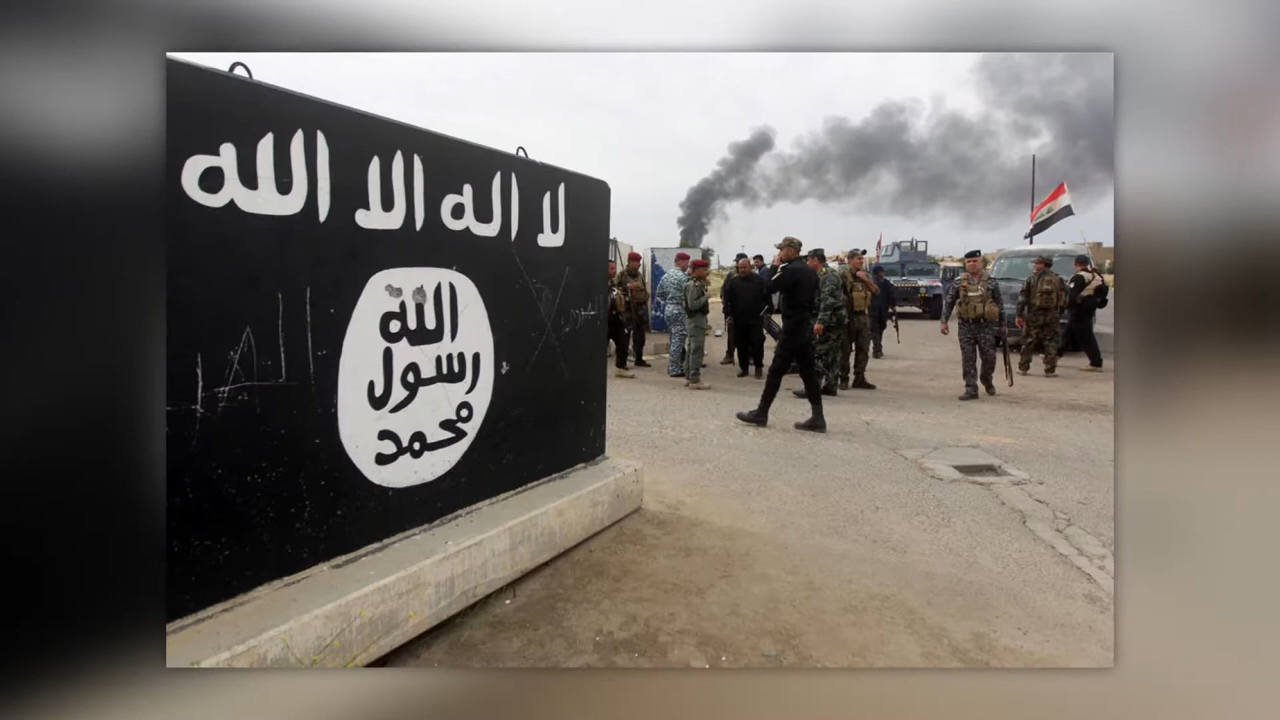 لا اله الا الله
الله
رسول
محمد